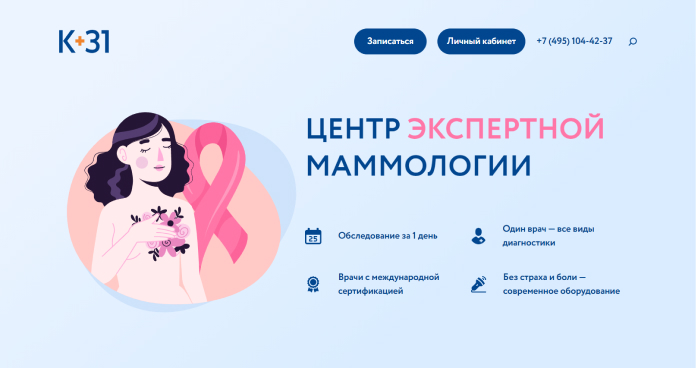 К+31
Записаться
Личный кабинет
+7 (495) 104-42-37
ЦЕНТР ЭКСПЕРТНОЙ
МАММОЛОГИИ
25
Обследование за 1 день
Один врач — все виды
диагностики
Врачи с международной
сертификацией
Без страха и боли —
современное оборудование